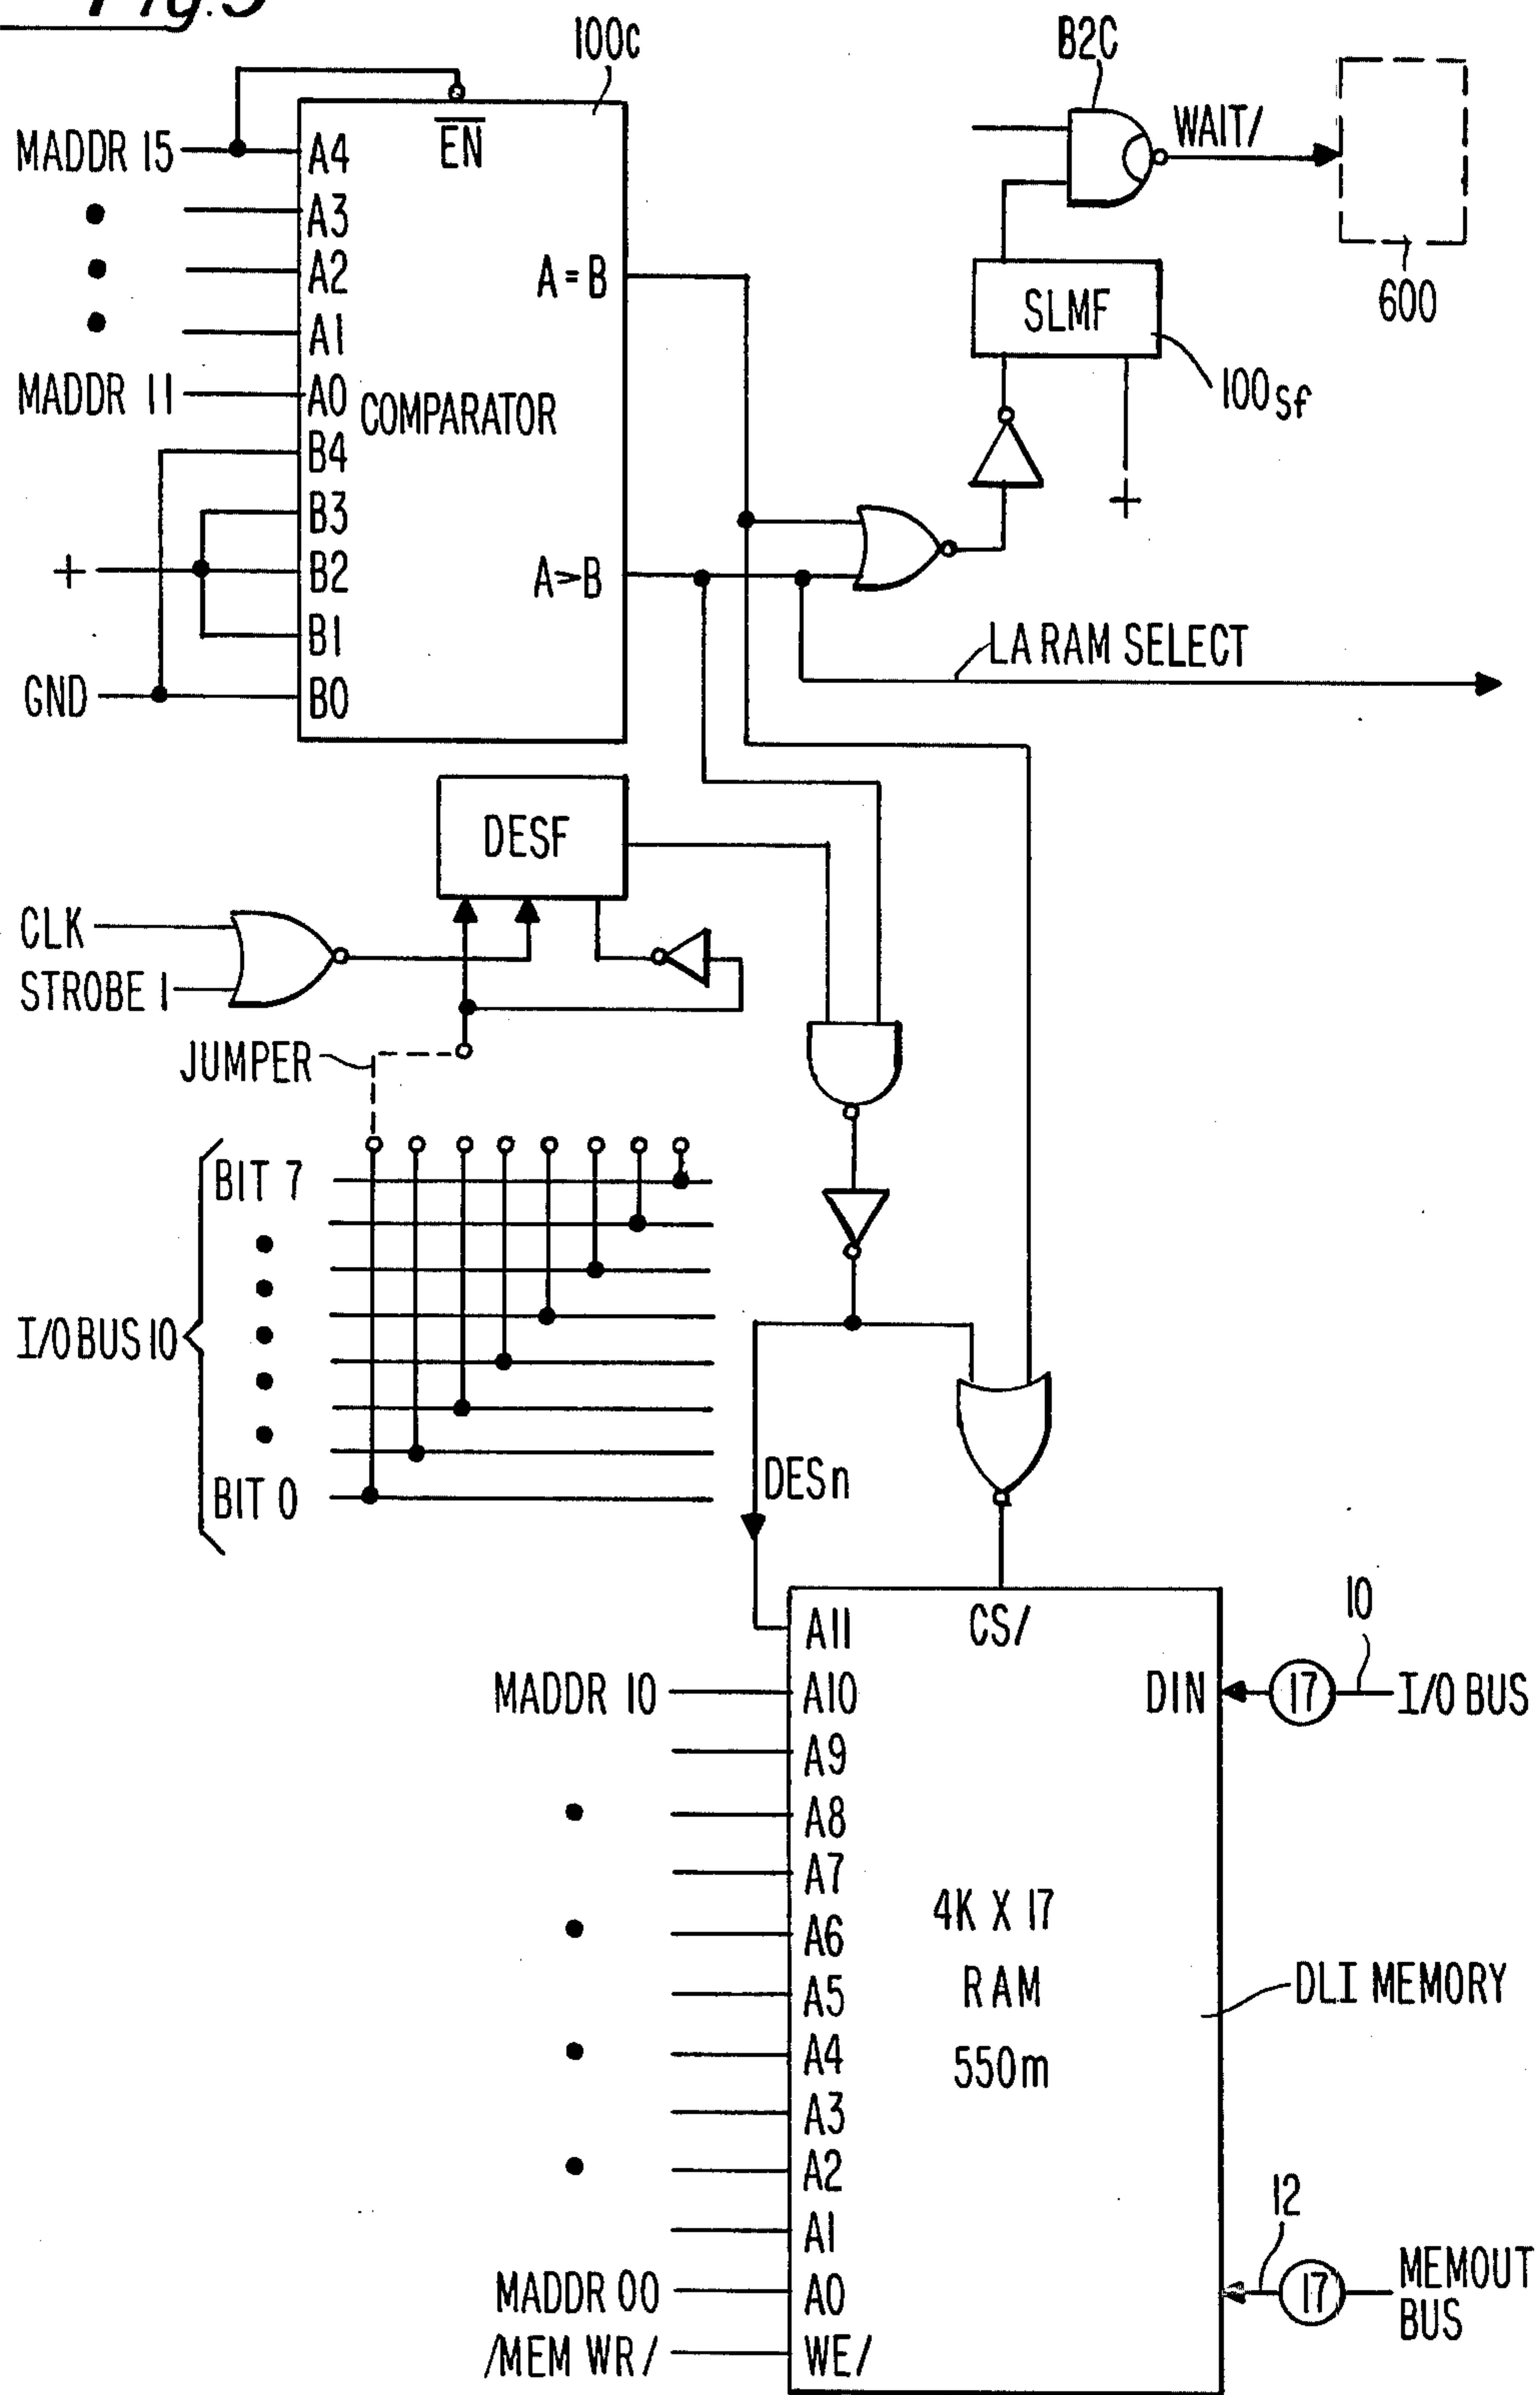 Fig. 5
100c
B2C
MADDR 15
A4
EN
WAIT/
A3
A2
A=B
A1
SLMF
600
MADDR 11
A0
COMPARATOR
100sf
B4
B3
+
B2
A>B
+
B1
LA RAM SELECT
GND
B0
DESF
CLK
STROBE 1
JUMPER
BIT 7
I/O BUS 10
BIT 0
DESn
A11
CS/
10
MADDR 10
A10
DIN
17
I/O BUS
A9
A8
A7
4K X 17
A6
RAM
DLI MEMORY
A5
550m
A4
A3
A2
12
A1
MADDR 00
A0
17
MEMOUT
BUS
/MEM WR/
WE/